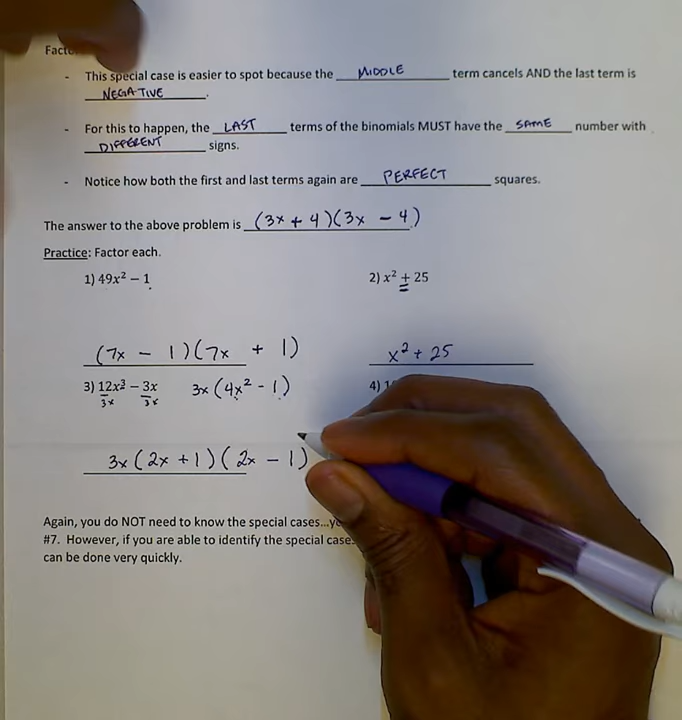 - This special case is easier to spot because the MIDDLE term cancels AND the last term is
NEGATIVE.
- For this to happen, the LAST terms of the binomials MUST have the SAME number with
DIFFERENT signs.
- Notice how both the first and last terms again are PERFECT squares.
The answer to the above problem is (3x + 4)(3x - 4)
Practice: Factor each.
1) 49x² – 1 2) x² + 25
(7x - 1)(7x + 1) x² + 25
3) 12x³ – 3x 3x(4x² - 1) 4)
3x 3x
3x(2x + 1)(2x - 1)
Again, you do NOT need to know the special cases...
#7. However, if you are able to identify the special case
can be done very quickly.